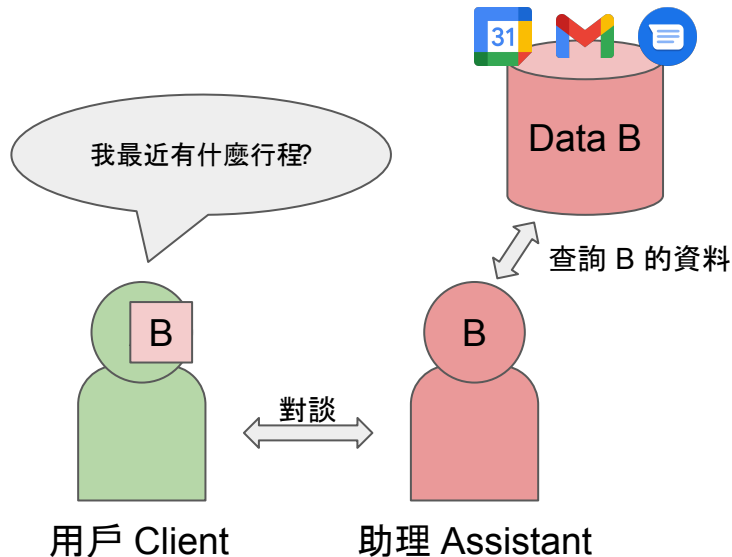 31
Data B
我最近有什麼行程?
查詢 B 的資料
B
B
對談
用戶 Client
助理 Assistant